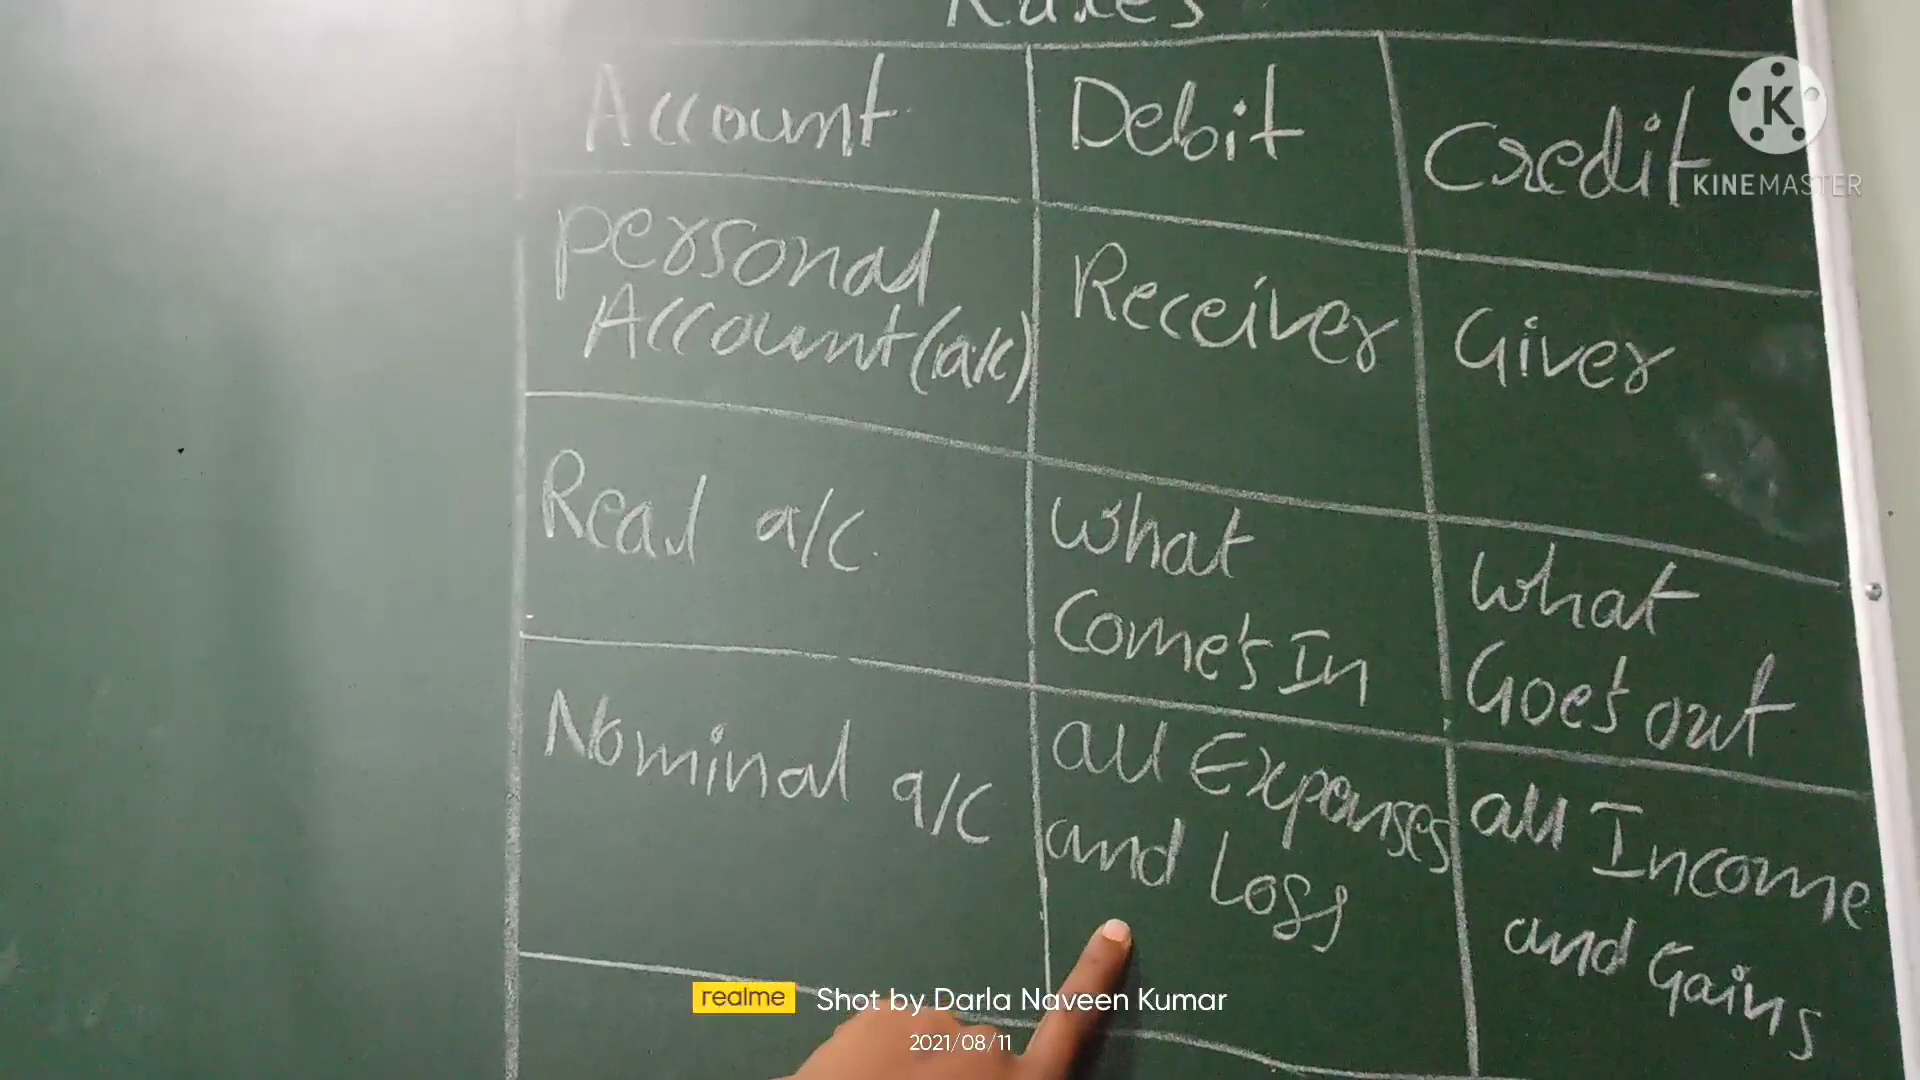 Rules
Account
Debit
Credit
Personal
Account (a/c)
Receiver
Giver
Real a/c.
What
Come's In
What
Goe's out
Nominal a/c
all Expenses
and Loss
all Income
and Gains
K
KINEMASTER
realme Shot by Darla Naveen Kumar
2021/08/11